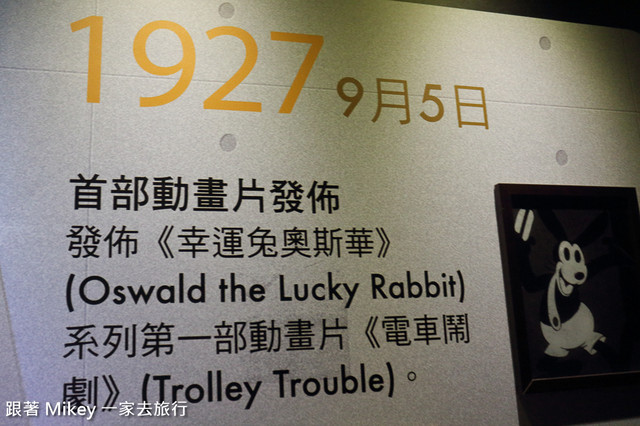 1927 9月5日
首部動畫片發佈
發佈《幸運兔奧斯華》
(Oswald the Lucky Rabbit)
系列第一部動畫片《電車鬧
劇》(Trolley Trouble)。
跟著 Mikey 一家去旅行